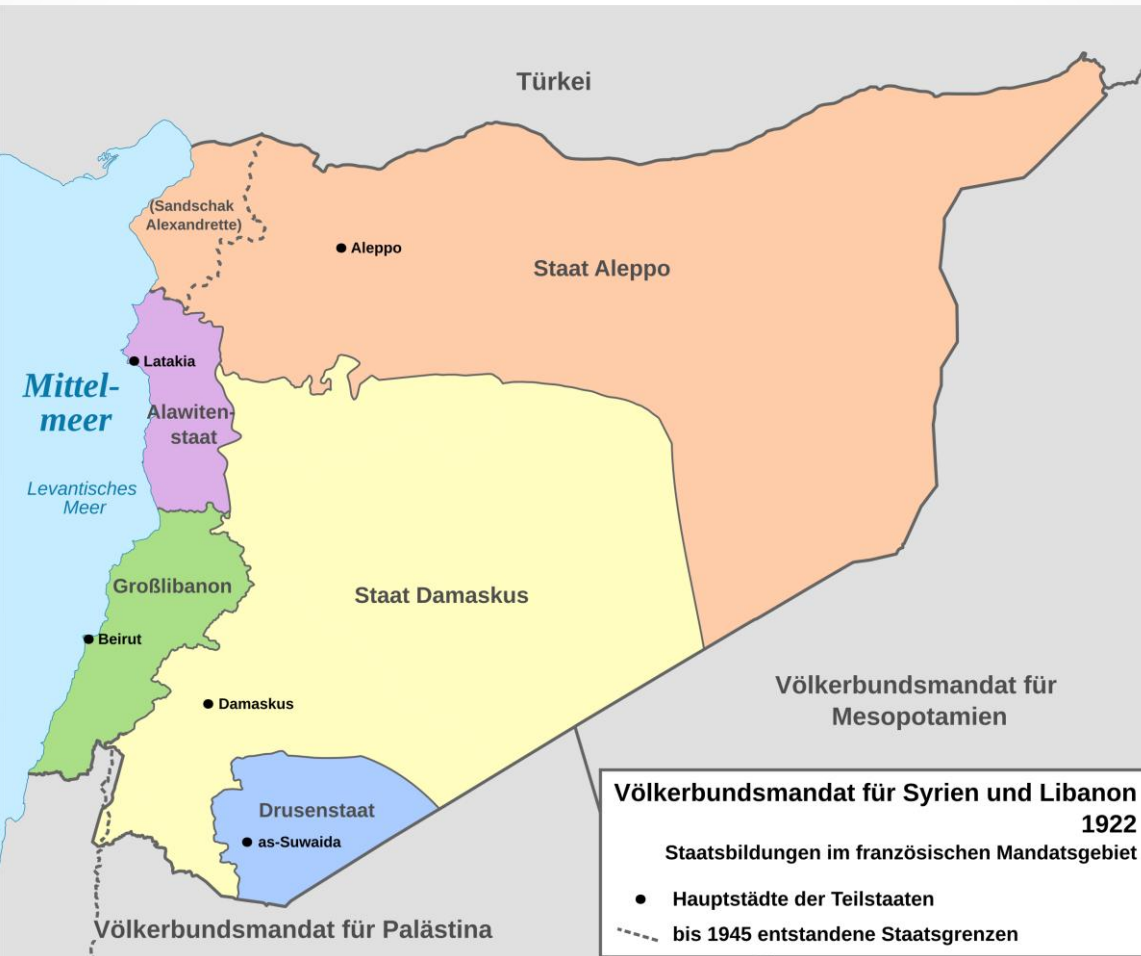 Türkei
(Sandschak
Alexandrette)
Aleppo
Staat Aleppo
Latakia
Mittel-
meer
Alawiten-
staat
Levantisches
Meer
Großlibanon
Staat Damaskus
Beirut
Damaskus
Völkerbundsmandat für
Mesopotamien
Drusenstaat
as-Suwaida
Völkerbundsmandat für Palästina
Völkerbundsmandat für Syrien und Libanon
1922
Staatsbildungen im französischen Mandatsgebiet
Hauptstädte der Teilstaaten
bis 1945 entstandene Staatsgrenzen